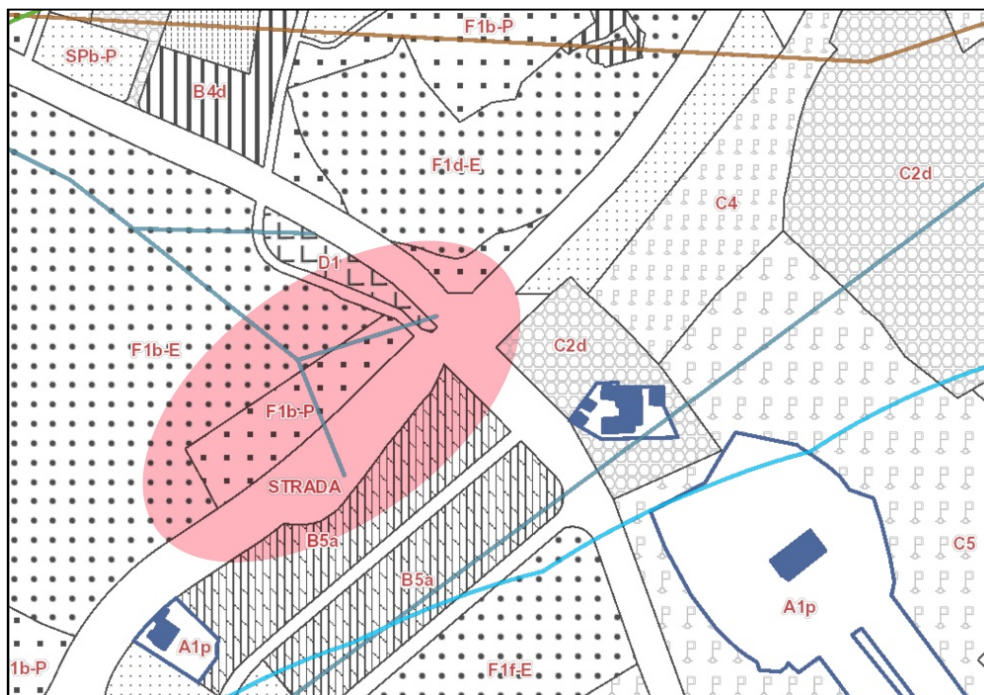 F1b-P
SPb-P
B4d
F1d-E
C2d
C4
D1
F1b-E
C2d
F1b-P
STRADA
B5a
C5
B5a
A1p
A1p
1b-P
F1f-E